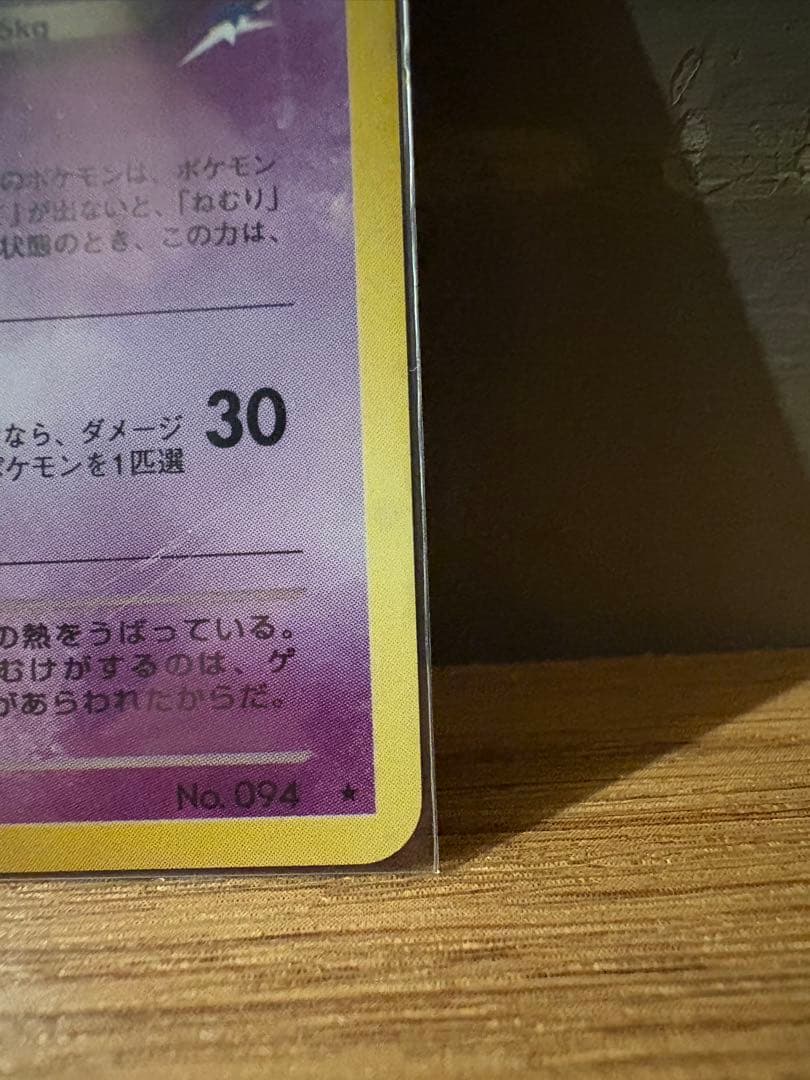 5kg
のポケモンは、ポケモン
」が出ないと、「ねむり」
状態のとき、この力は、
なら、ダメージ
30
ポケモンを1匹選
の熱をうばっている。
むけがするのは、ゲ
があらわれたからだ。
No. 094 ★